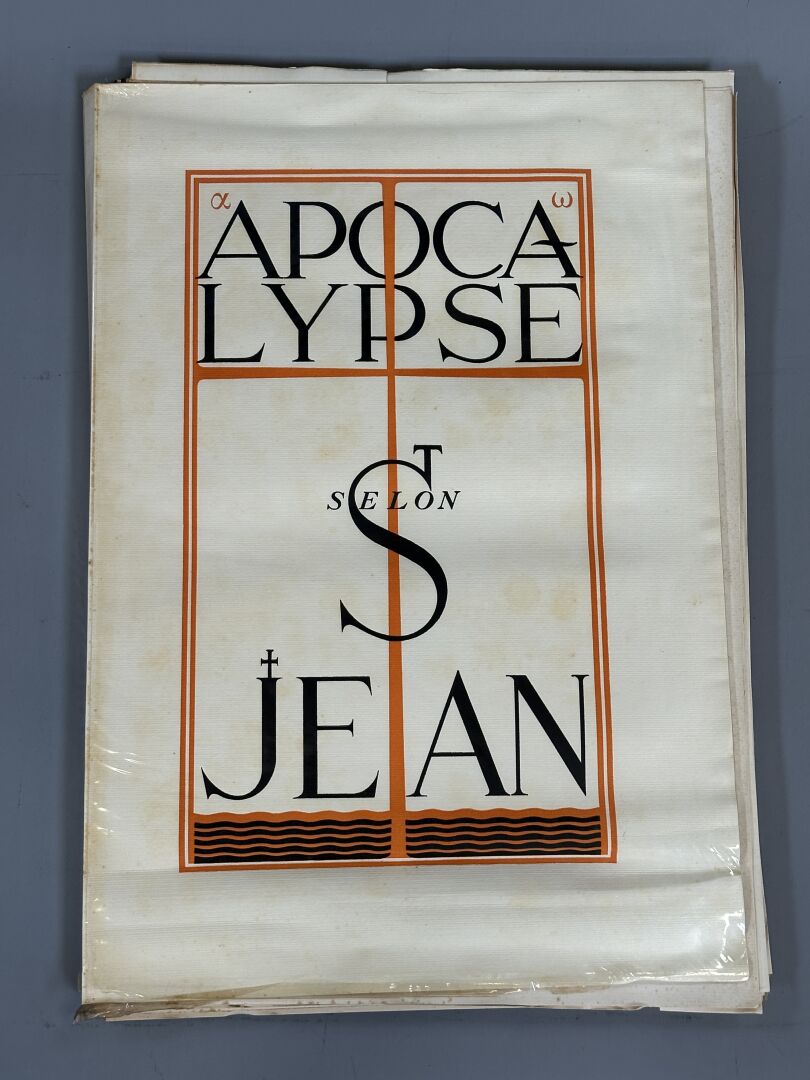 α ω
APOCA
LYPSE
SELON
ST
JEAN